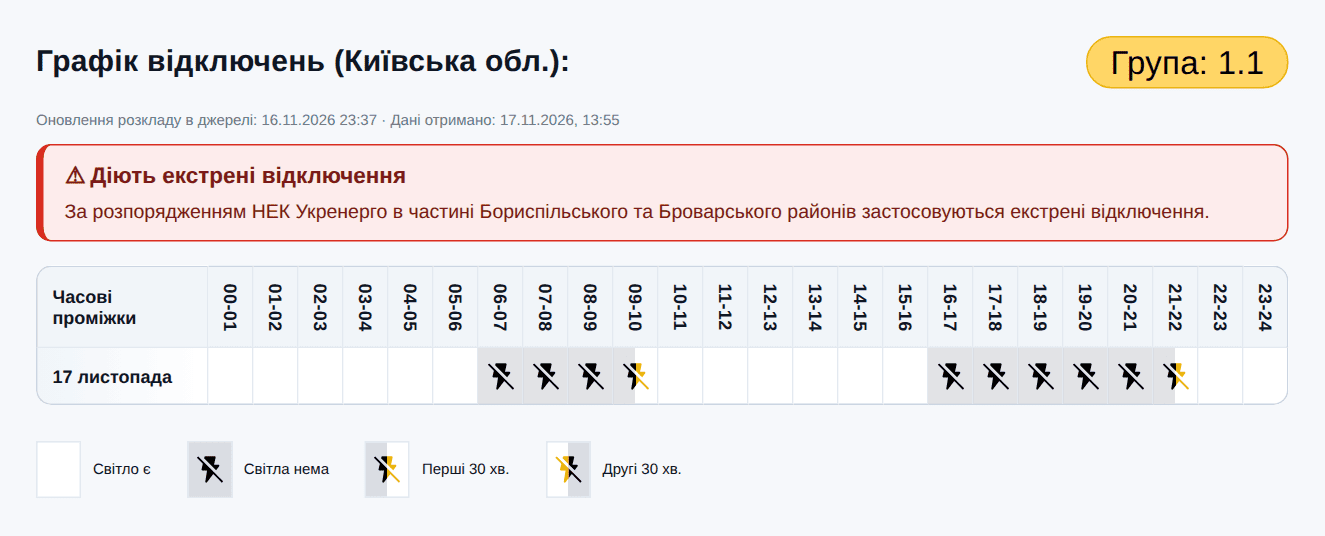 Графік відключень (Київська обл.):
Група: 1.1
Оновлення розкладу в джерелі: 16.11.2026 23:37 · Дані отримано: 17.11.2026, 13:55
⚠ Діють екстрені відключення
За розпорядженням НЕК Укренерго в частині Бориспільського та Броварського районів застосовуються екстрені відключення.
Часові
проміжки
00-01
01-02
02-03
03-04
04-05
05-06
06-07
07-08
08-09
09-10
10-11
11-12
12-13
13-14
14-15
15-16
16-17
17-18
18-19
19-20
20-21
21-22
22-23
23-24
17 листопада
Світло є
Світла нема
Перші 30 хв.
Другі 30 хв.